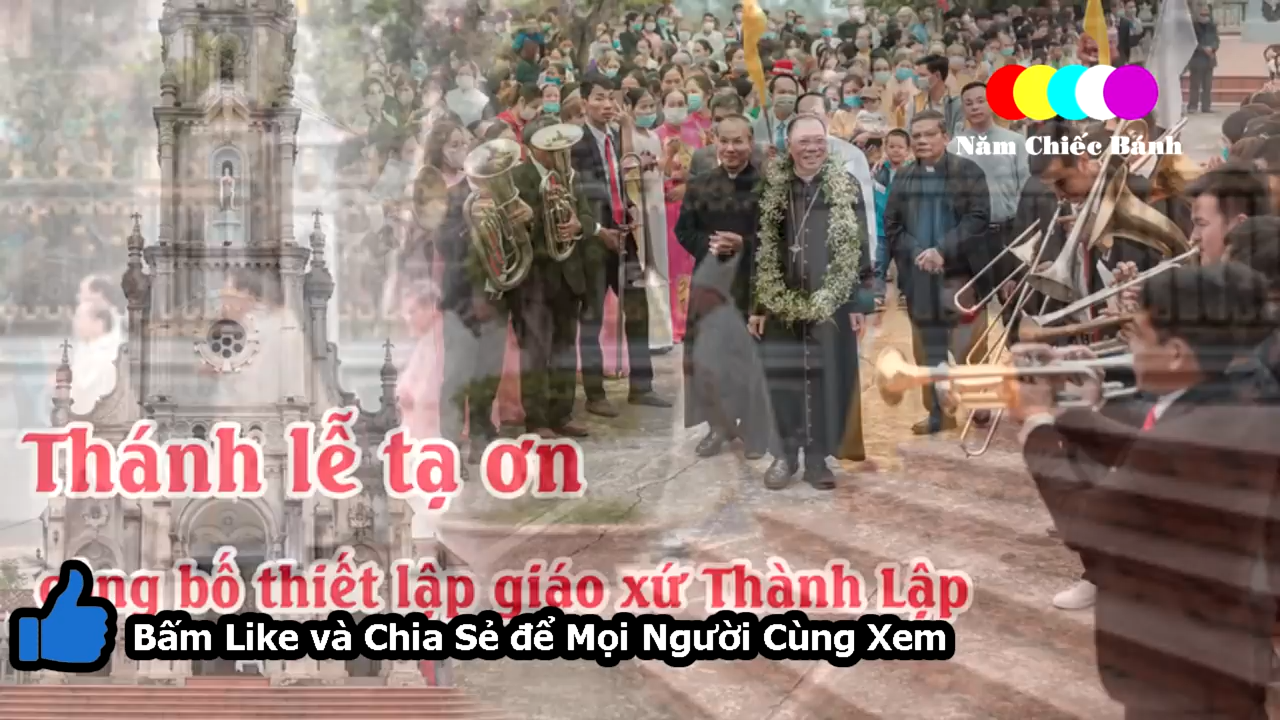 Năm Chiếc Bánh
Thánh lễ tạ ơn
bố thiết lập giáo xứ Thành Lập
Bấm Like và Chia Sẻ để Mọi Người Cùng Xem